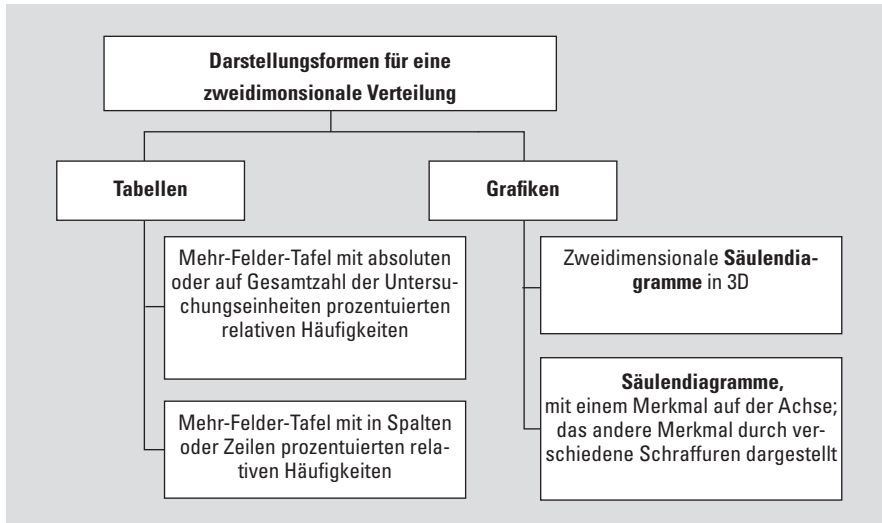 Darstellungsformen für eine
zweidimonsionale Verteilung
Tabellen
Mehr-Felder-Tafel mit absoluten
oder auf Gesamtzahl der Untersu-
chungseinheiten prozentuierten
relativen Häufigkeiten
Mehr-Felder-Tafel mit in Spalten
oder Zeilen prozentuierten rela-
tiven Häufigkeiten
Grafiken
Zweidimensionale Säulendia-
gramme in 3D
Säulendiagramme,
mit einem Merkmal auf der Achse;
das andere Merkmal durch ver-
schiedene Schraffuren dargestellt